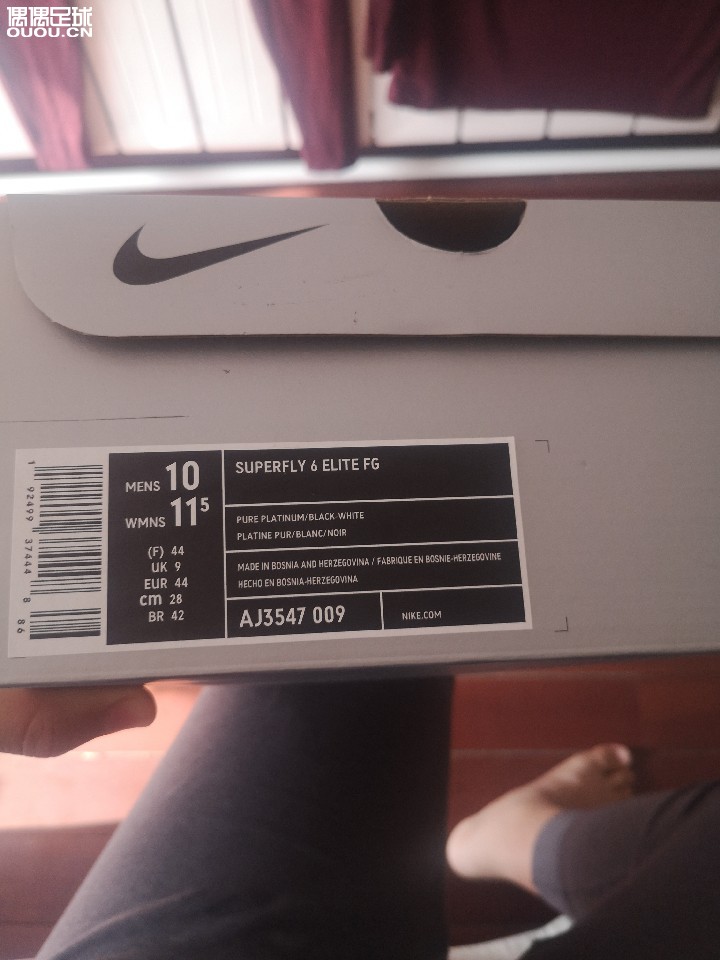 偶偶足球
OUOU.CN
MENS 10
WMNS 11⁵
(F) 44
UK 9
EUR 44
cm 28
BR 42
SUPERFLY 6 ELITE FG
PURE PLATINUM/BLACK-WHITE
PLATINE PUR/BLANC/NOIR
MADE IN BOSNIA AND HERZEGOVINA / FABRIQUE EN BOSNIE-HERZEGOVINE
HECHO EN BOSNIA-HERZEGOVINA
AJ3547 009
NIKE.COM
1 92499 37444 8 86